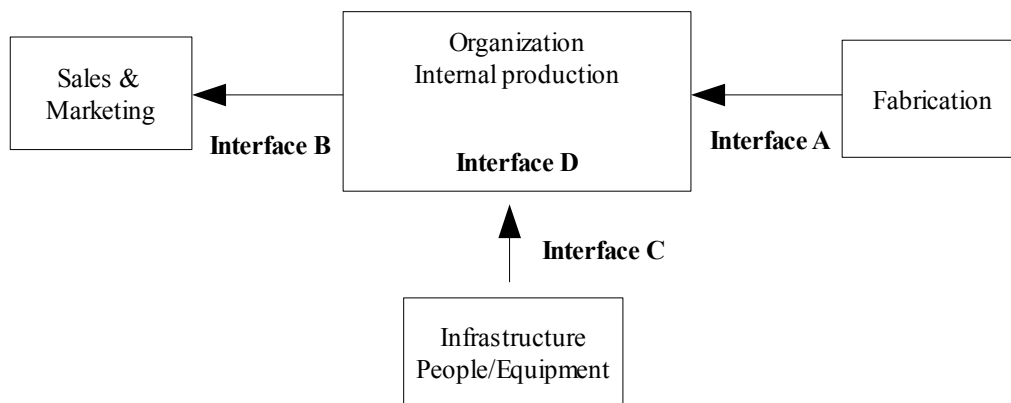 Organization
Internal production
Sales &
Marketing
Fabrication
Interface B
Interface A
Interface D
Interface C
Infrastructure
People/Equipment